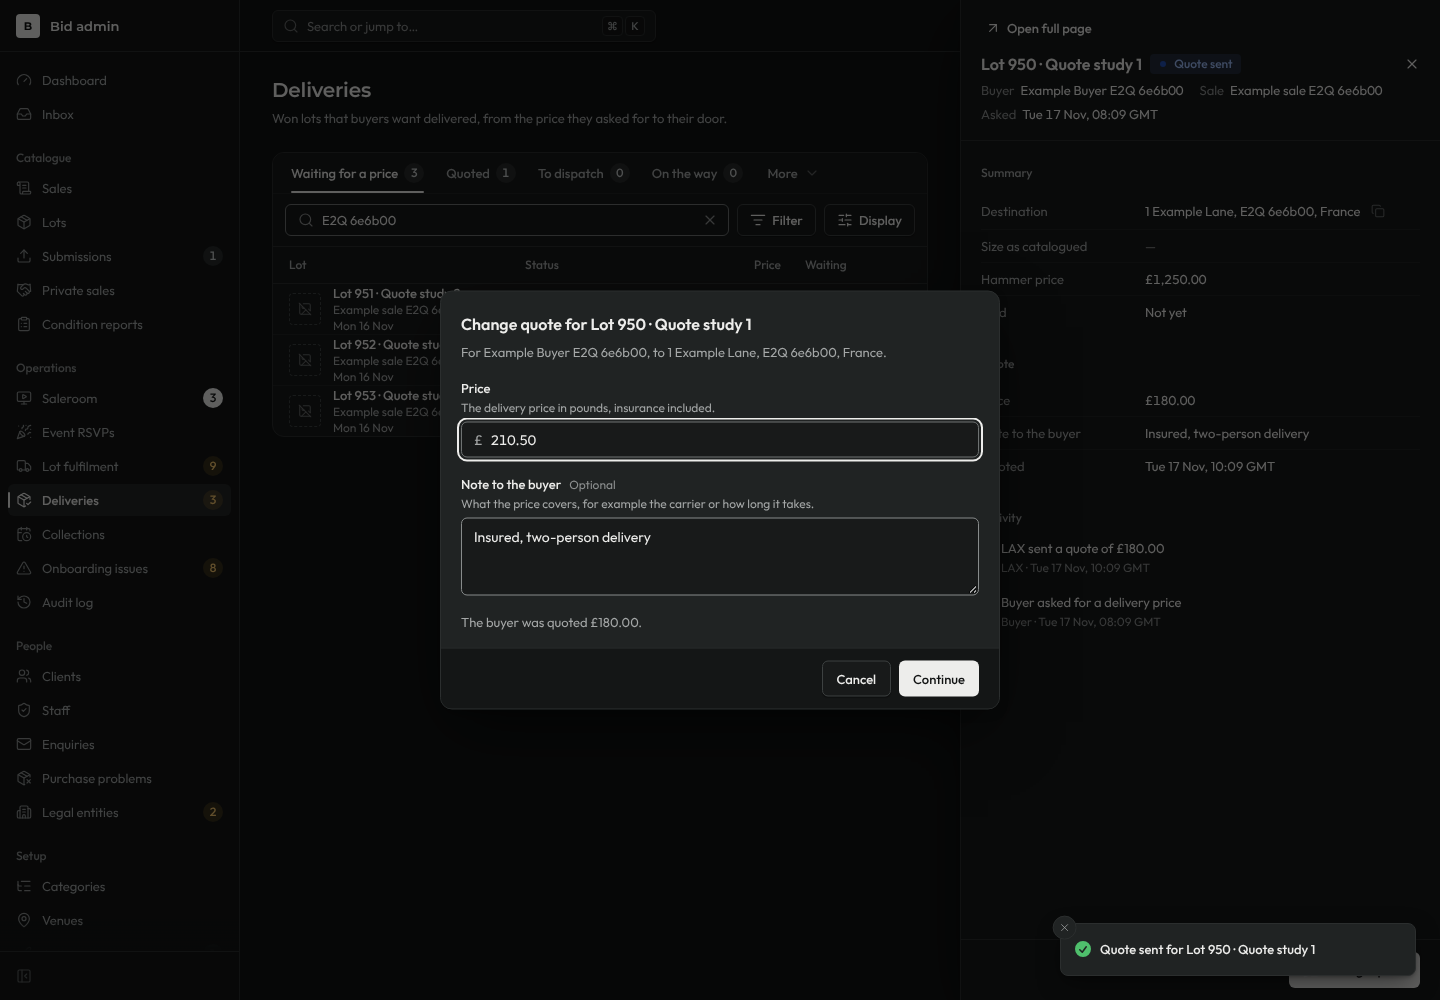 B Bid admin
Search or jump to…
⌘ K
Open full page
Dashboard
Inbox
Catalogue
Sales
Lots
Submissions 1
Private sales
Condition reports
Operations
Saleroom 3
Event RSVPs
Lot fulfilment 9
Deliveries 3
Collections
Onboarding issues 8
Audit log
People
Clients
Staff
Enquiries
Purchase problems
Legal entities 2
Setup
Categories
Venues
Deliveries
Won lots that buyers want delivered, from the price they asked for to their door.
Waiting for a price 3 Quoted 1 To dispatch 0 On the way 0 More
E2Q 6e6b00
Filter
Display
Lot Status Price Waiting
Lot 951 · Quote
Example sale E2Q
Mon 16 Nov
Lot 952 · Quote
Example sale E2Q
Mon 16 Nov
Lot 953 · Quote
Example sale E2Q
Mon 16 Nov
Lot 950 · Quote study 1 Quote sent
Buyer Example Buyer E2Q 6e6b00 Sale Example sale E2Q 6e6b00
Asked Tue 17 Nov, 08:09 GMT
Summary
Destination 1 Example Lane, E2Q 6e6b00, France
Size as catalogued —
Hammer price £1,250.00
Not yet
£180.00
to the buyer Insured, two-person delivery
Tue 17 Nov, 10:09 GMT
LAX sent a quote of £180.00
LAX · Tue 17 Nov, 10:09 GMT
Buyer asked for a delivery price
Buyer · Tue 17 Nov, 08:09 GMT
Change quote for Lot 950 · Quote study 1
For Example Buyer E2Q 6e6b00, to 1 Example Lane, E2Q 6e6b00, France.
Price
The delivery price in pounds, insurance included.
£ 210.50
Note to the buyer Optional
What the price covers, for example the carrier or how long it takes.
Insured, two-person delivery
The buyer was quoted £180.00.
Cancel
Continue
Quote sent for Lot 950 · Quote study 1